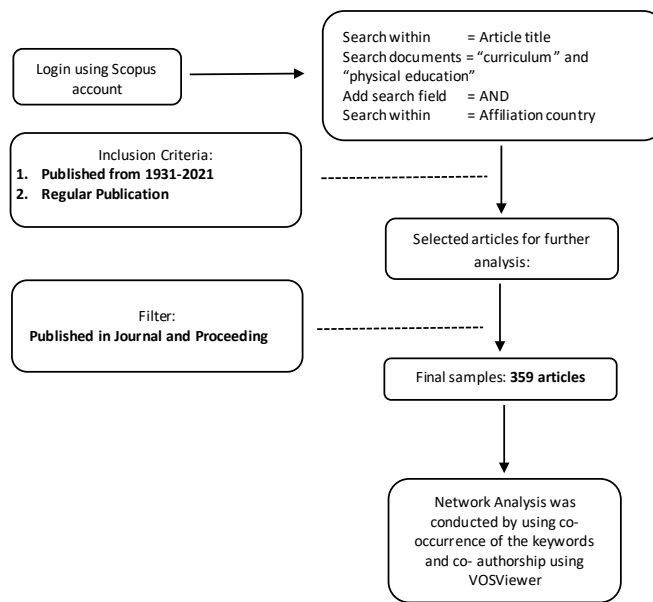 Login using Scopus
account
Search within = Article title
Search documents = “curriculum” and
“physical education”
Add search field = AND
Search within = Affiliation country
Inclusion Criteria:
1. Published from 1931-2021
2. Regular Publication
Selected articles for further
analysis:
Filter:
Published in Journal and Proceeding
Final samples: 359 articles
Network Analysis was
conducted by using co-
occurrence of the keywords
and co- authorship using
VOSViewer